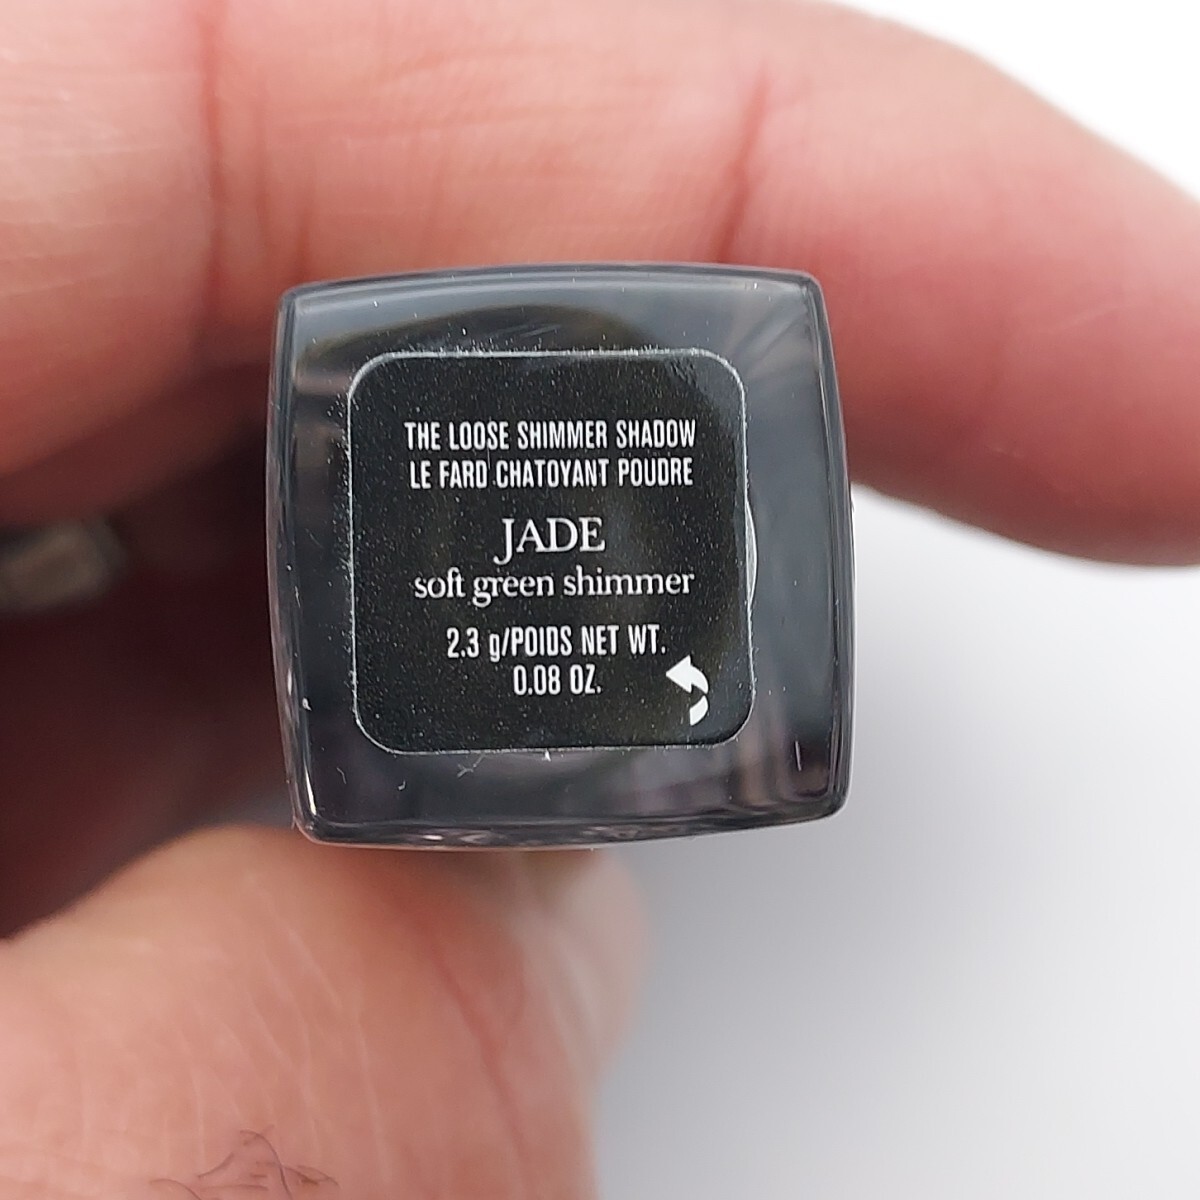 THE LOOSE SHIMMER SHADOW
LE FARD CHATOYANT POUDRE
JADE
soft green shimmer
2.3 g/POIDS NET WT.
0.08 OZ.